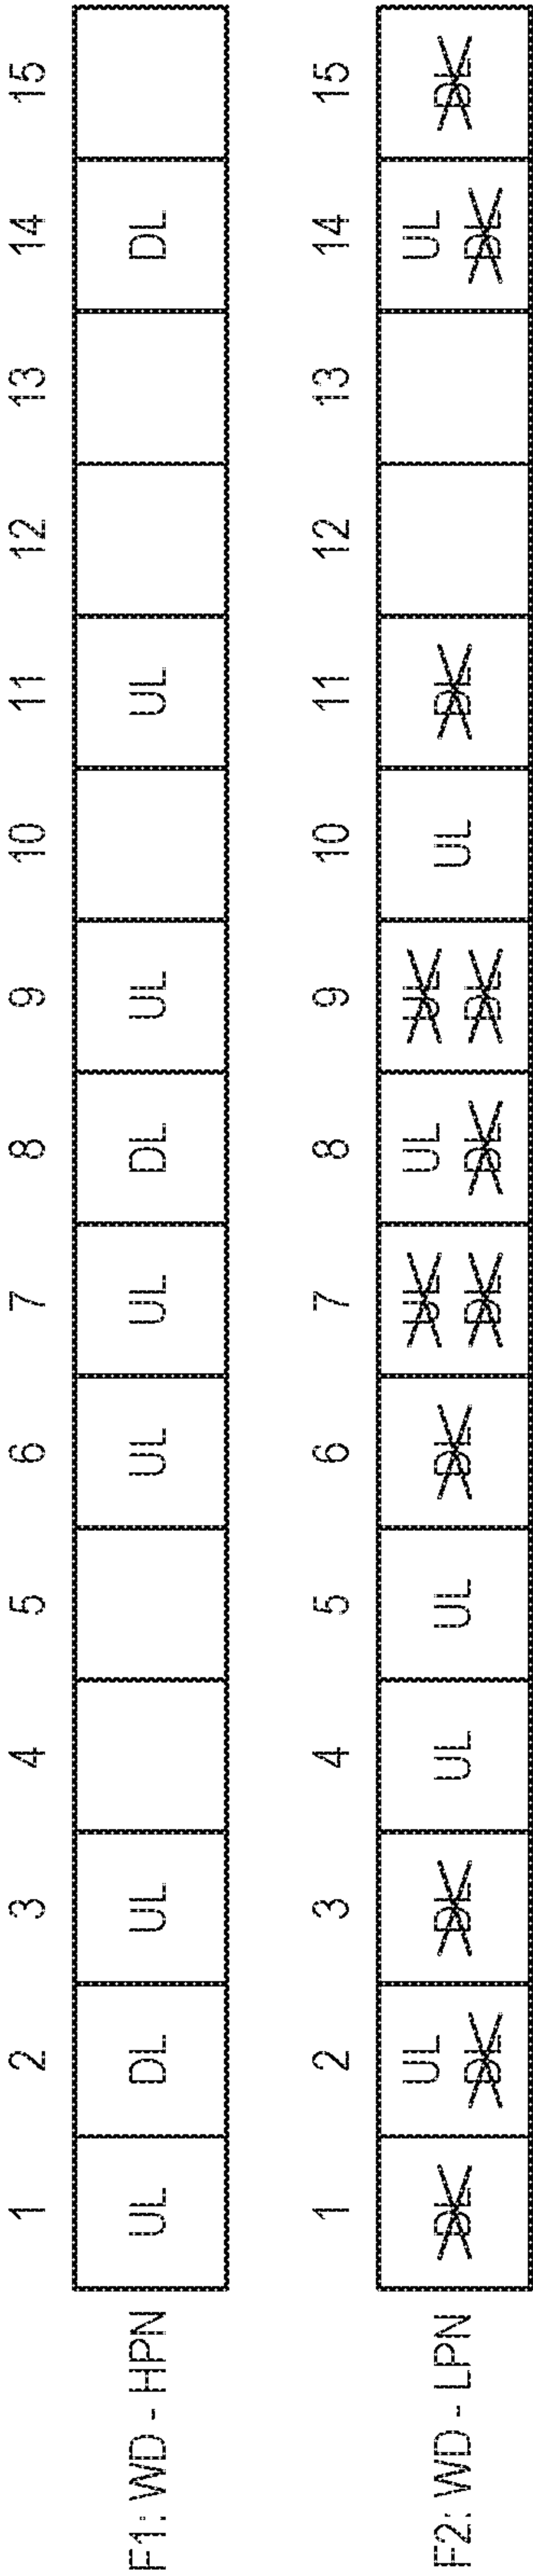 1 2 3 4 5 6 7 8 9 10 11 12 13 14 15
F1: WD - HPN UL DL UL UL UL DL UL UL DL
1 2 3 4 5 6 7 8 9 10 11 12 13 14 15
UL UL UL UL UL
F2: WD - LPN DL DL UL UL DL UL DL DL
DL DL DL DL DL